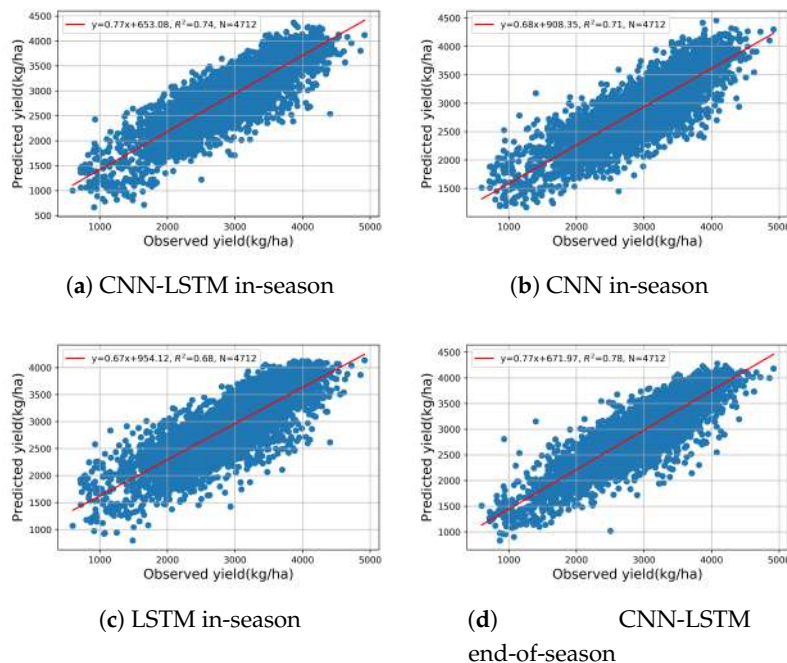 y=0.77x+653.08, R²=0.74, N=4712
4500
4000
3500
3000
2500
2000
1500
1000
500
Predicted yield(kg/ha)
1000 2000 3000 4000 5000
Observed yield(kg/ha)
(a) CNN-LSTM in-season
y=0.68x+908.35, R²=0.71, N=4712
4500
4000
3500
3000
2500
2000
1500
Predicted yield(kg/ha)
1000 2000 3000 4000 5000
Observed yield(kg/ha)
(b) CNN in-season
y=0.67x+954.12, R²=0.68, N=4712
4000
3500
3000
2500
2000
1500
1000
Predicted yield(kg/ha)
1000 2000 3000 4000 5000
Observed yield(kg/ha)
(c) LSTM in-season
y=0.77x+671.97, R²=0.78, N=4712
4500
4000
3500
3000
2500
2000
1500
1000
Predicted yield(kg/ha)
1000 2000 3000 4000 5000
Observed yield(kg/ha)
(d) CNN-LSTM
end-of-season